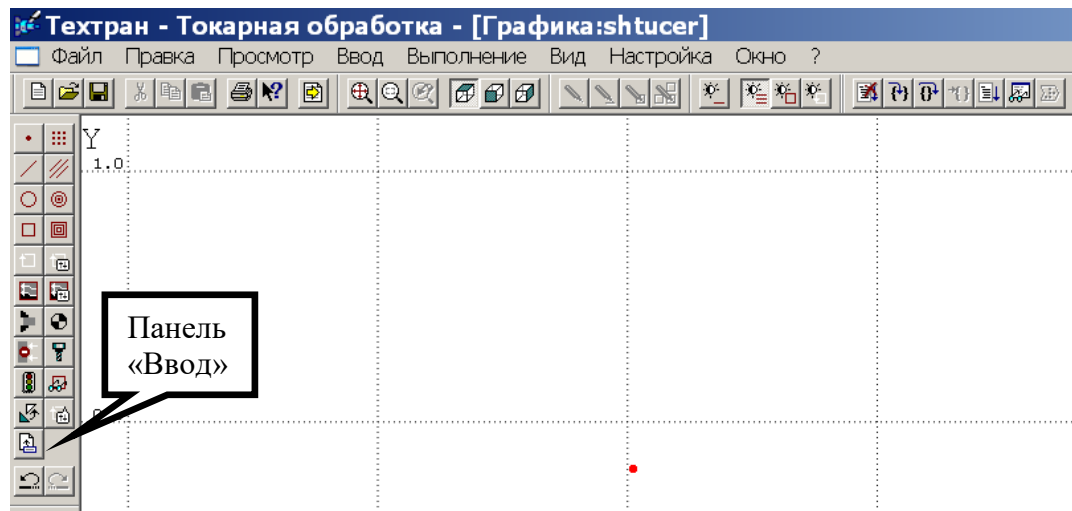 Техтран - Токарная обработка - [Графика:shtucer]
Файл Правка Просмотр Ввод Выполнение Вид Настройка Окно ?
Y
1.0
Панель
«Ввод»